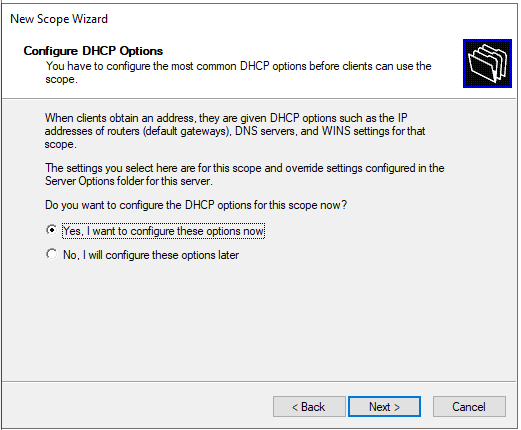 New Scope Wizard
Configure DHCP Options
You have to configure the most common DHCP options before clients can use the
scope.
When clients obtain an address, they are given DHCP options such as the IP
addresses of routers (default gateways), DNS servers, and WINS settings for that
scope.
The settings you select here are for this scope and override settings configured in the
Server Options folder for this server.
Do you want to configure the DHCP options for this scope now?
Yes, I want to configure these options now
No, I will configure these options later
< Back
Next >
Cancel